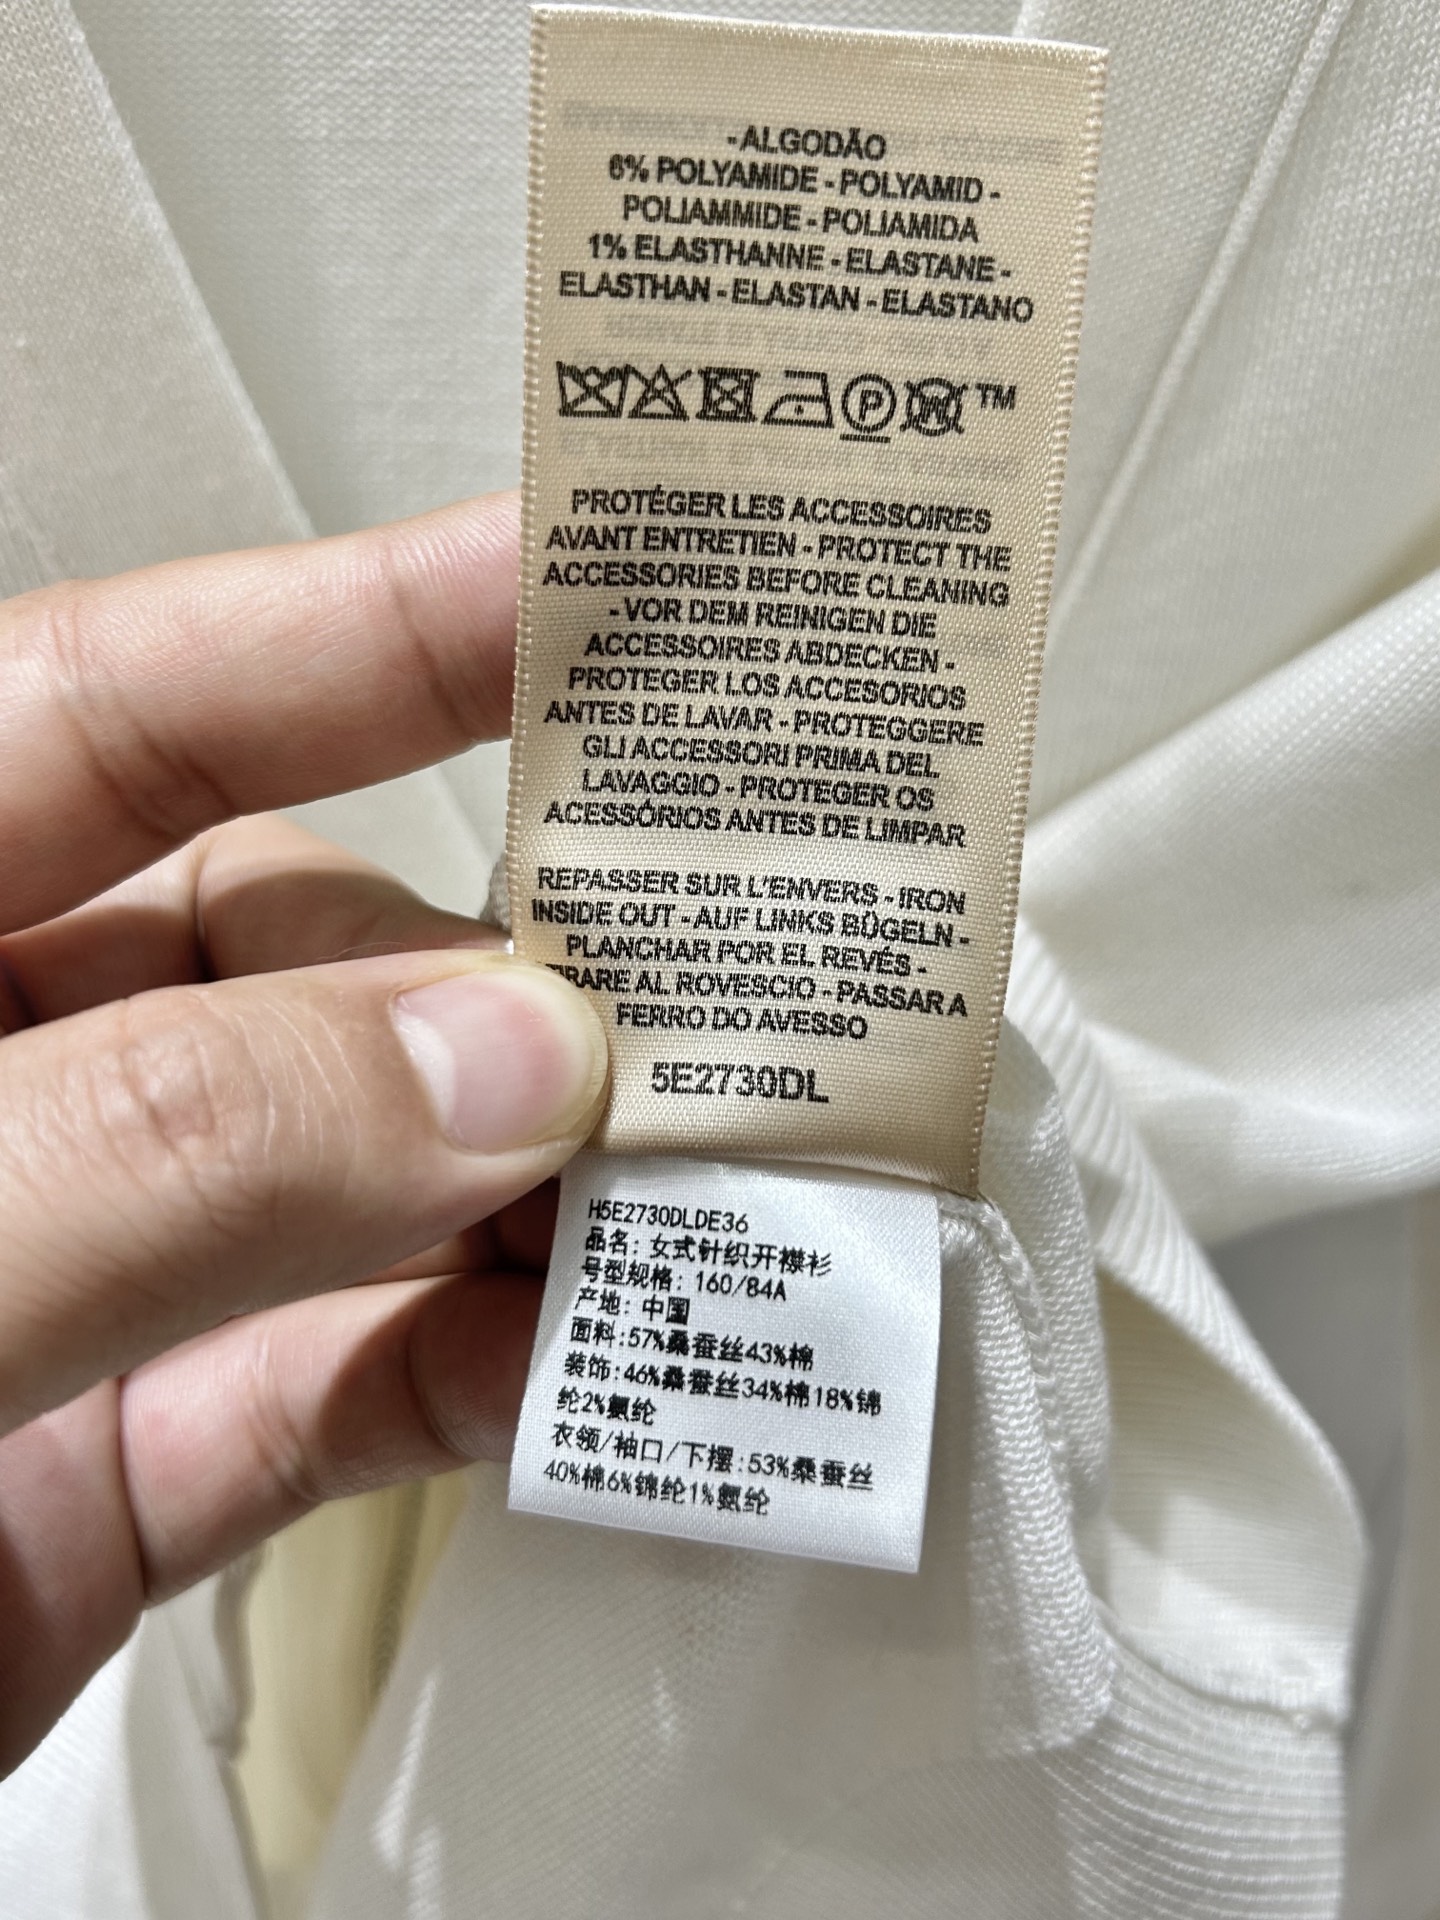 -ALGODÃO
6% POLYAMIDE - POLYAMID -
POLIAMMIDE - POLIAMIDA
1% ELASTHANNE - ELASTANE -
ELASTHAN - ELASTAN - ELASTANO
P W TM
PROTÉGER LES ACCESSOIRES
AVANT ENTRETIEN - PROTECT THE
ACCESSORIES BEFORE CLEANING
- VOR DEM REINIGEN DIE
ACCESSOIRES ABDECKEN -
PROTEGER LOS ACCESORIOS
ANTES DE LAVAR - PROTEGGERE
GLI ACCESSORI PRIMA DEL
LAVAGGIO - PROTEGER OS
ACESSÓRIOS ANTES DE LIMPAR
REPASSER SUR L'ENVERS - IRON
INSIDE OUT - AUF LINKS BÜGELN -
PLANCHAR POR EL REVÉS -
AL ROVESCIO - PASSAR A
FERRO DO AVESSO
5E2730DL
H5E2730DLDE36
品名: 女式针织开襟衫
号型规格: 160/84A
产地: 中国
面料:57%桑蚕丝43%棉
装饰:46%桑蚕丝34%棉18%锦
纶2%氨纶
衣领/袖口/下摆:53%桑蚕丝
40%棉6%锦纶1%氨纶